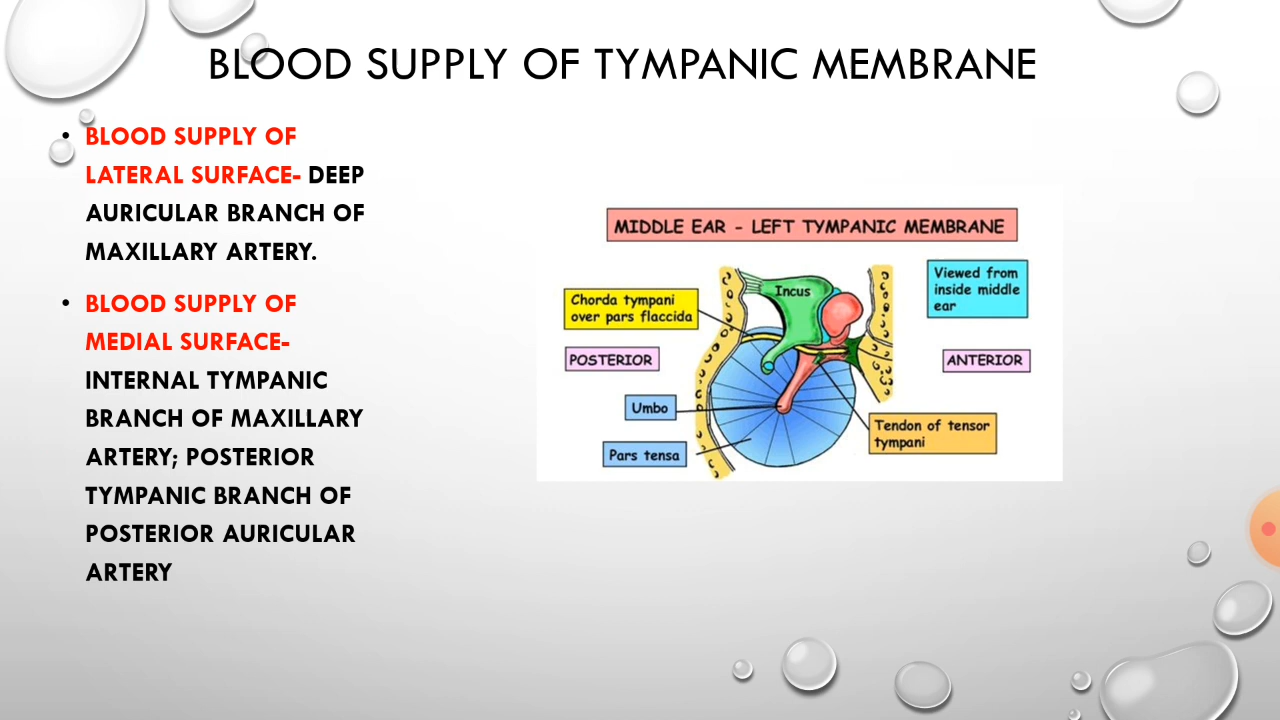 BLOOD SUPPLY OF TYMPANIC MEMBRANE
• BLOOD SUPPLY OF
LATERAL SURFACE- DEEP
AURICULAR BRANCH OF
MAXILLARY ARTERY.
• BLOOD SUPPLY OF
MEDIAL SURFACE-
INTERNAL TYMPANIC
BRANCH OF MAXILLARY
ARTERY; POSTERIOR
TYMPANIC BRANCH OF
POSTERIOR AURICULAR
ARTERY
MIDDLE EAR - LEFT TYMPANIC MEMBRANE
Incus
Viewed from
inside middle
ear
Chorda tympani
over pars flaccida
POSTERIOR
ANTERIOR
Umbo
Tendon of tensor
tympani
Pars tensa